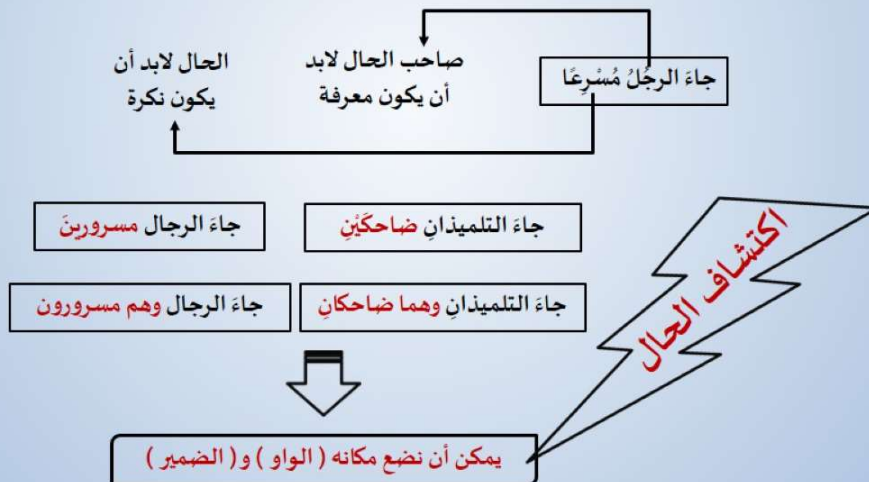 جاءَ الرجُلُ مُسْرِعًا
صاحب الحال لابد
أن يكون معرفة
الحال لابد أن
يكون نكرة
جاءَ التلميذانِ ضاحكَيْنِ
جاءَ الرجال مسرورينَ
جاءَ التلميذانِ وهما ضاحكانِ
جاءَ الرجال وهم مسرورون
اكتشاف الحال
يمكن أن نضع مكانه ( الواو ) و( الضمير )